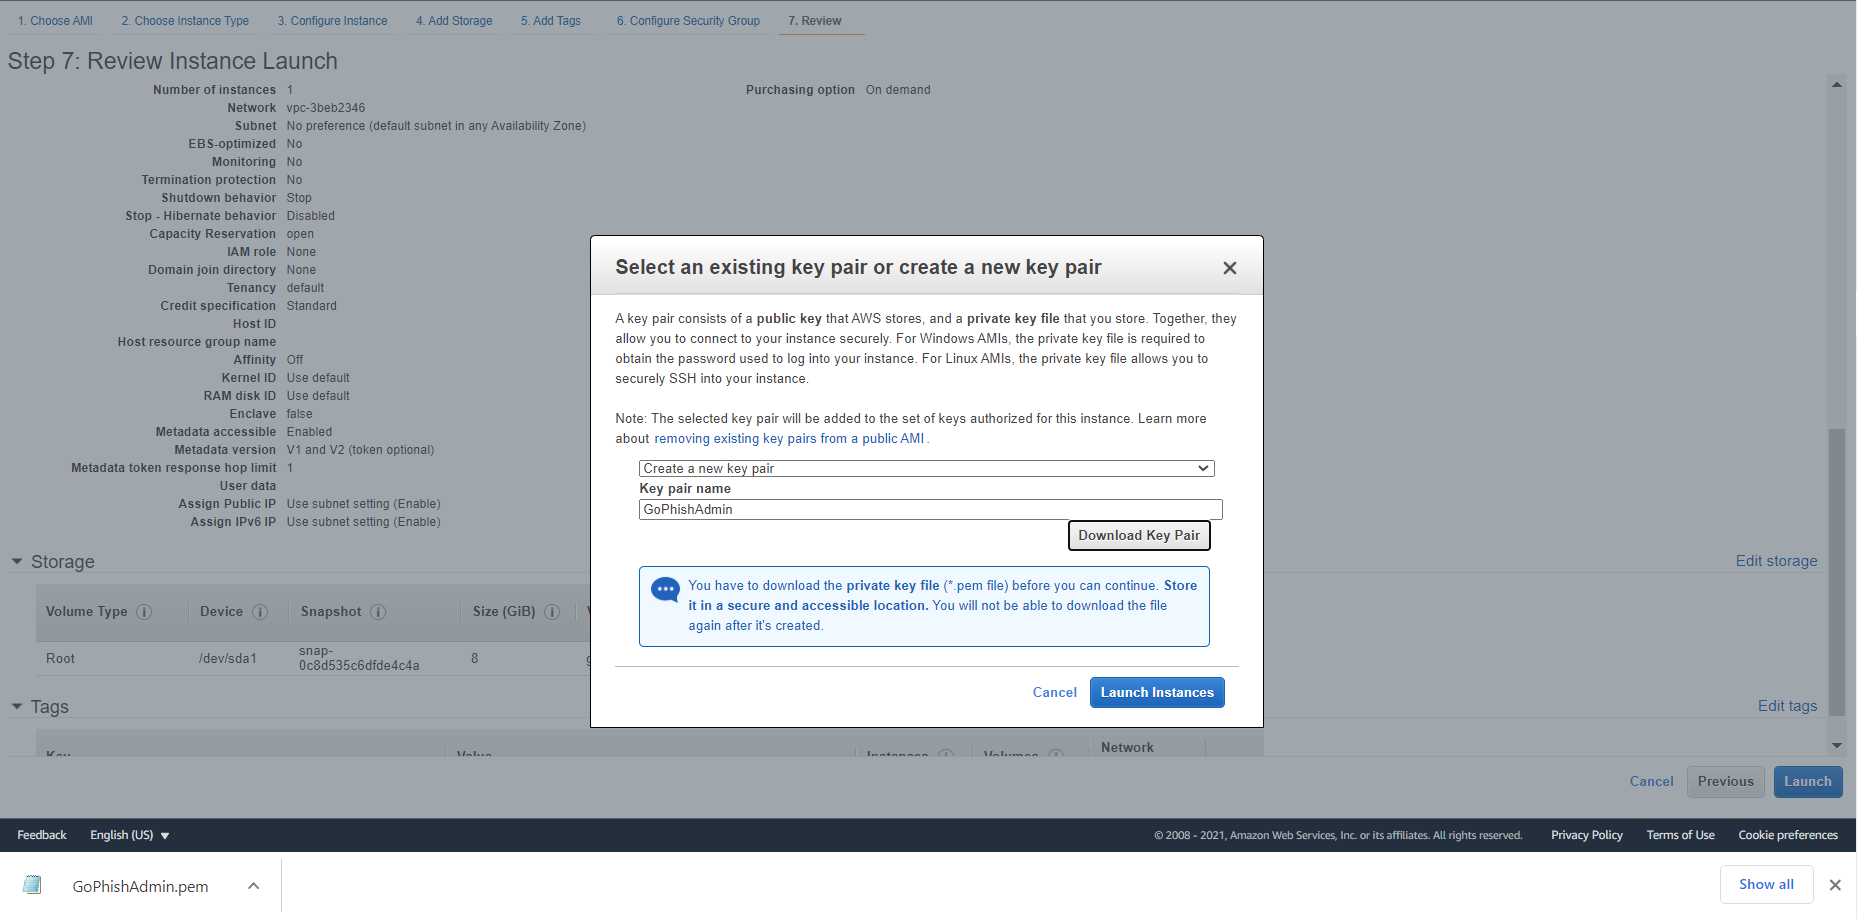 1. Choose AMI 2. Choose Instance Type 3. Configure Instance 4. Add Storage 5. Add Tags 6. Configure Security Group 7. Review
Step 7: Review Instance Launch
Number of instances 1 Purchasing option On demand
Network vpc-3beb2346
Subnet No preference (default subnet in any Availability Zone)
EBS-optimized No
Monitoring No
Termination protection No
Shutdown behavior Stop
Stop - Hibernate behavior Disabled
Capacity Reservation open
IAM role None
Domain join directory None
Tenancy default
Credit specification Standard
Host ID
Host resource group name
Affinity Off
Kernel ID Use default
RAM disk ID Use default
Enclave false
Metadata accessible Enabled
Metadata version V1 and V2 (token optional)
Metadata token response hop limit 1
User data
Assign Public IP Use subnet setting (Enable)
Assign IPv6 IP Use subnet setting (Enable)
Storage Edit storage
Volume Type Device Snapshot Size (GiB)
Root /dev/sda1 snap-
0c8d535c6dfde4c4a 8
Tags Edit tags
Key Value Instances Volumes Network
Select an existing key pair or create a new key pair
A key pair consists of a public key that AWS stores, and a private key file that you store. Together, they
allow you to connect to your instance securely. For Windows AMIs, the private key file is required to
obtain the password used to log into your instance. For Linux AMIs, the private key file allows you to
securely SSH into your instance.
Note: The selected key pair will be added to the set of keys authorized for this instance. Learn more
about removing existing key pairs from a public AMI .
Create a new key pair
Key pair name
GoPhishAdmin
Download Key Pair
You have to download the private key file (*.pem file) before you can continue. Store
it in a secure and accessible location. You will not be able to download the file
again after it's created.
Cancel Launch Instances
Cancel Previous Launch
Feedback English (US) © 2008 - 2021, Amazon Web Services, Inc. or its affiliates. All rights reserved. Privacy Policy Terms of Use Cookie preferences
GoPhishAdmin.pem Show all